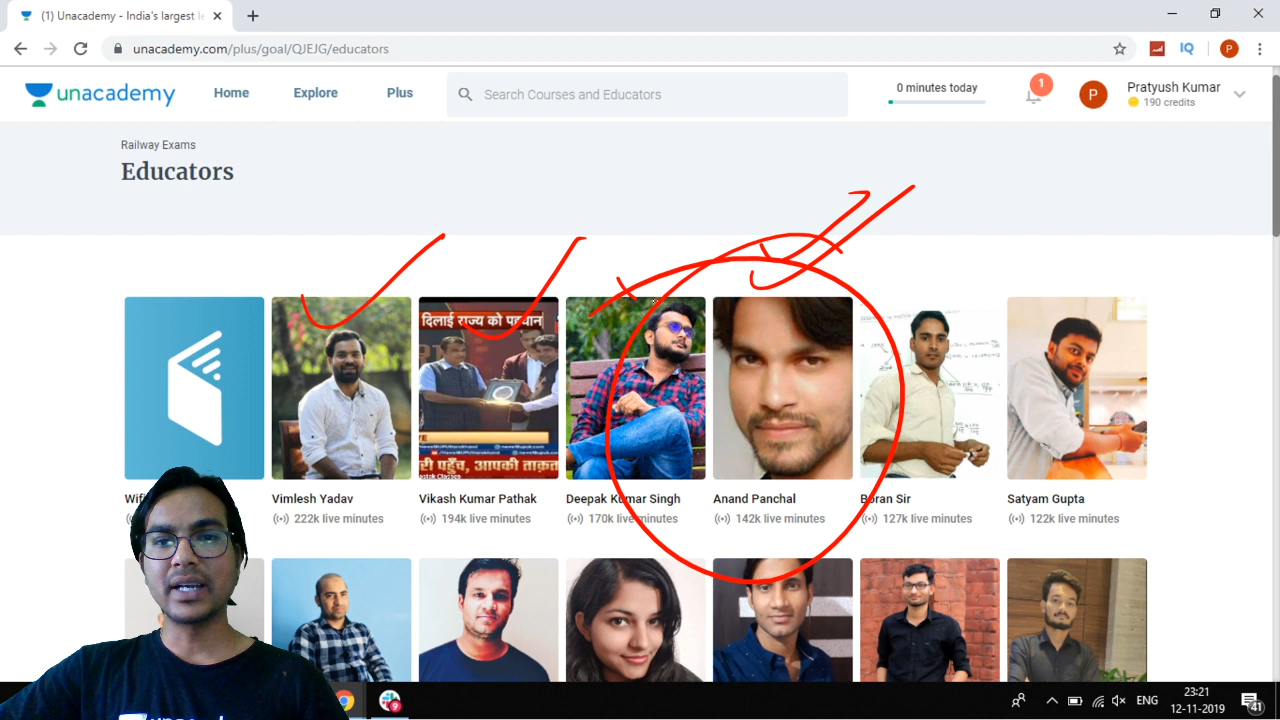 (1) Unacademy - India's largest le
unacademy.com/plus/goal/QJEJG/educators
IQ
P
unacademy
Home
Explore
Plus
Search Courses and Educators
0 minutes today
1
P
Pratyush Kumar
190 credits
Railway Exams
Educators
दिलाई राज्य को पहचान
Vimlesh Yadav
Vikash Kumar Pathak
Deepak Kumar Singh
Anand Panchal
Boran Sir
Satyam Gupta
222k live minutes
194k live minutes
170k live minutes
142k live minutes
127k live minutes
122k live minutes
9
ENG
23:21
12-11-2019
41